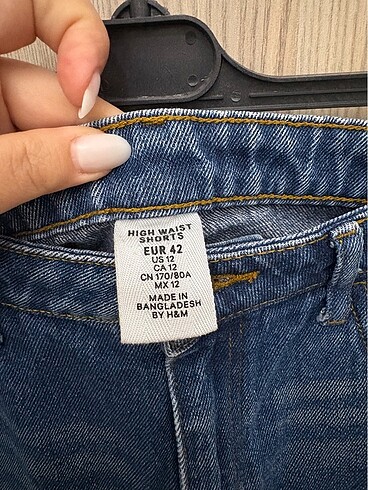 HIGH WAIST
SHORTS
EUR 42
US 12
CA 12
CN 170/80A
MX 12
MADE IN
BANGLADESH
BY H&M